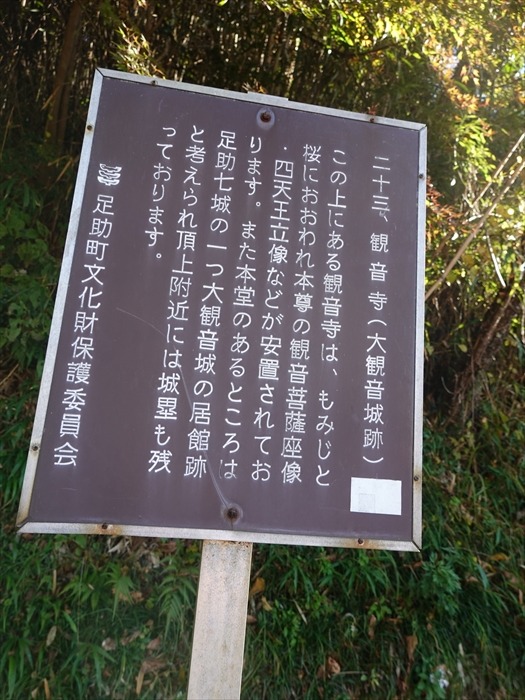 二十三、観音寺(大観音城跡)
この上にある観音寺は、もみじと
桜におおわれ本尊の観音菩薩座像
・四天王立像などが安置されてお
ります。また本堂のあるところは
足助七城の一つ大観音城の居館跡
と考えられ頂上附近には城塁も残
っております。
足助町文化財保護委員会